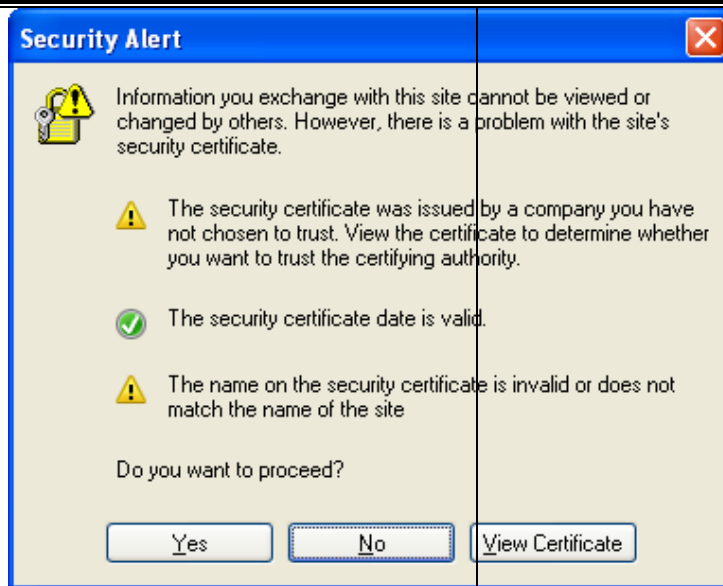 Security Alert
Information you exchange with this site cannot be viewed or
changed by others. However, there is a problem with the site's
security certificate.
The security certificate was issued by a company you have
not chosen to trust. View the certificate to determine whether
you want to trust the certifying authority.
The security certificate date is valid.
The name on the security certificate is invalid or does not
match the name of the site
Do you want to proceed?
Yes No View Certificate